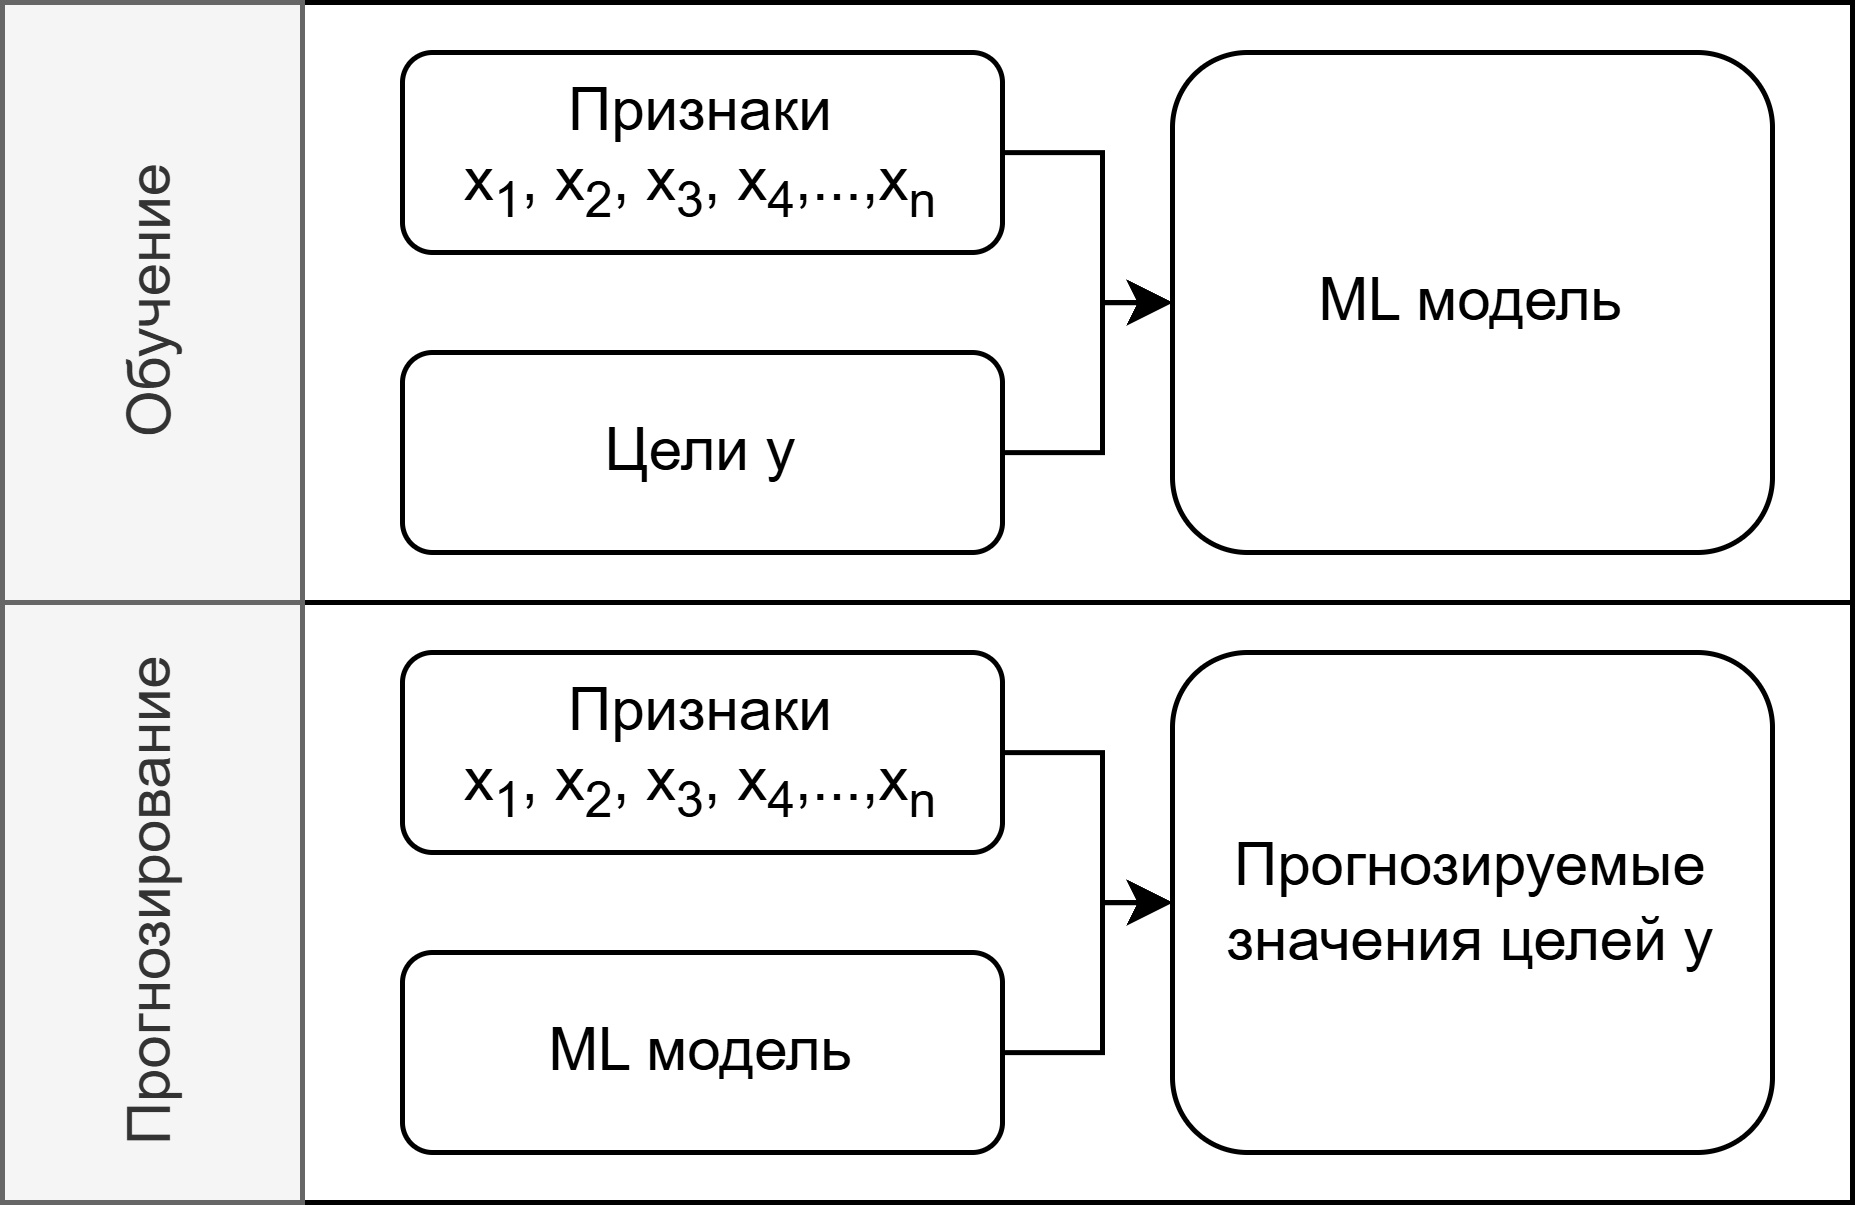 Обучение
Признаки
x₁, x₂, x₃, x₄,...,xₙ
Цели y
ML модель
Прогнозирование
Признаки
x₁, x₂, x₃, x₄,...,xₙ
ML модель
Прогнозируемые
значения целей y